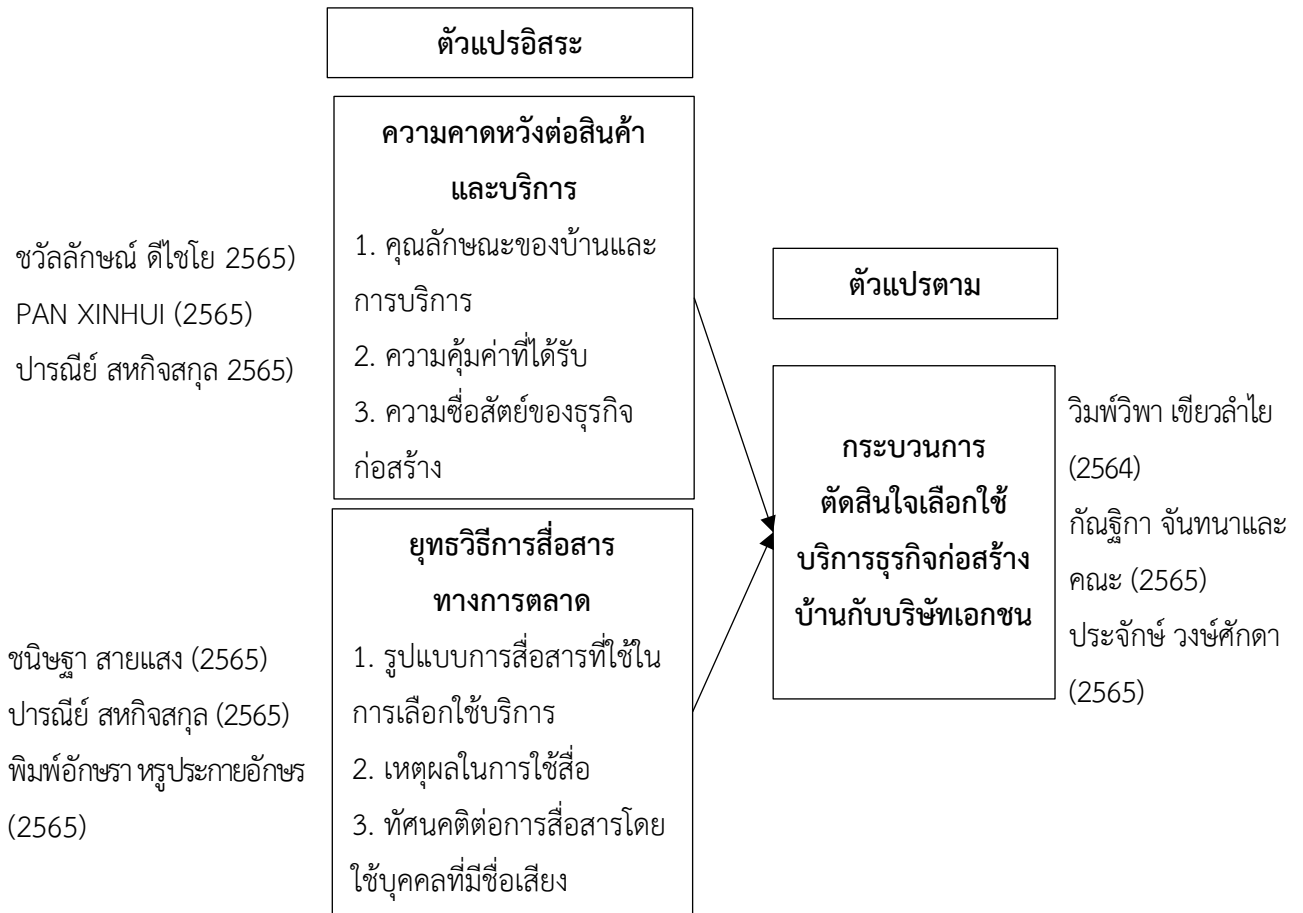 ตัวแปรอิสระ
ความคาดหวังต่อสินค้า
และบริการ
1. คุณลักษณะของบ้านและ
การบริการ
2. ความคุ้มค่าที่ได้รับ
3. ความซื่อสัตย์ของธุรกิจ
ก่อสร้าง
ชวัลลักษณ์ ดีไชโย 2565)
PAN XINHUI (2565)
ปารณีย์ สหกิจสกุล 2565)
ยุทธวิธีการสื่อสาร
ทางการตลาด
1. รูปแบบการสื่อสารที่ใช้ใน
การเลือกใช้บริการ
2. เหตุผลในการใช้สื่อ
3. ทัศนคติต่อการสื่อสารโดย
ใช้บุคคลที่มีชื่อเสียง
ชนิษฐา สายแสง (2565)
ปารณีย์ สหกิจสกุล (2565)
พิมพ์อักษรา หรูประกายอักษร
(2565)
ตัวแปรตาม
กระบวนการ
ตัดสินใจเลือกใช้
บริการธุรกิจก่อสร้าง
บ้านกับบริษัทเอกชน
วิมพ์วิพา เขียวลำไย
(2564)
กัณฐิกา จันทนาและ
คณะ (2565)
ประจักษ์ วงษ์ศักดา
(2565)